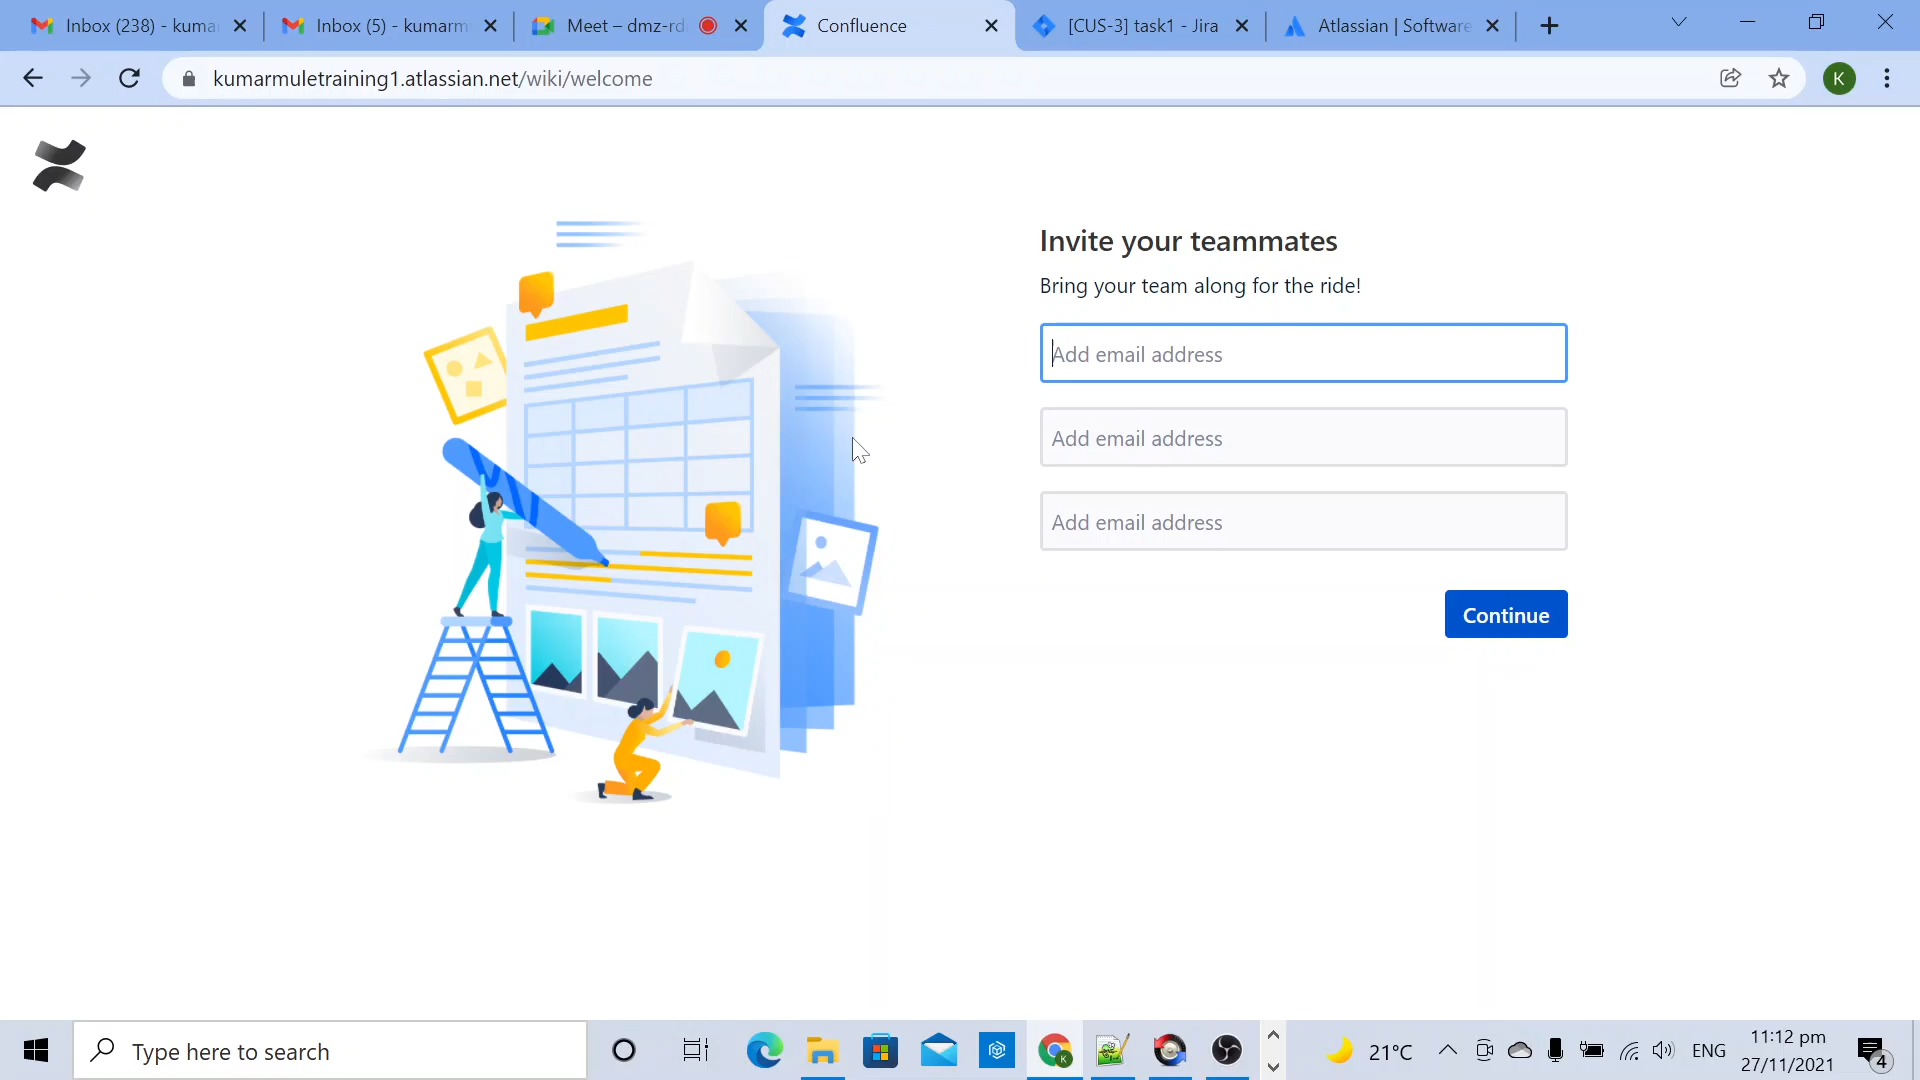 Inbox (238) - kuma
Inbox (5) - kumarm
Meet – dmz-rd
Confluence
[CUS-3] task1 - Jira
Atlassian | Software
kumarmuletraining1.atlassian.net/wiki/welcome
K
Invite your teammates
Bring your team along for the ride!
Add email address
Add email address
Add email address
Continue
Type here to search
K
21°C
ENG
11:12 pm
27/11/2021
4